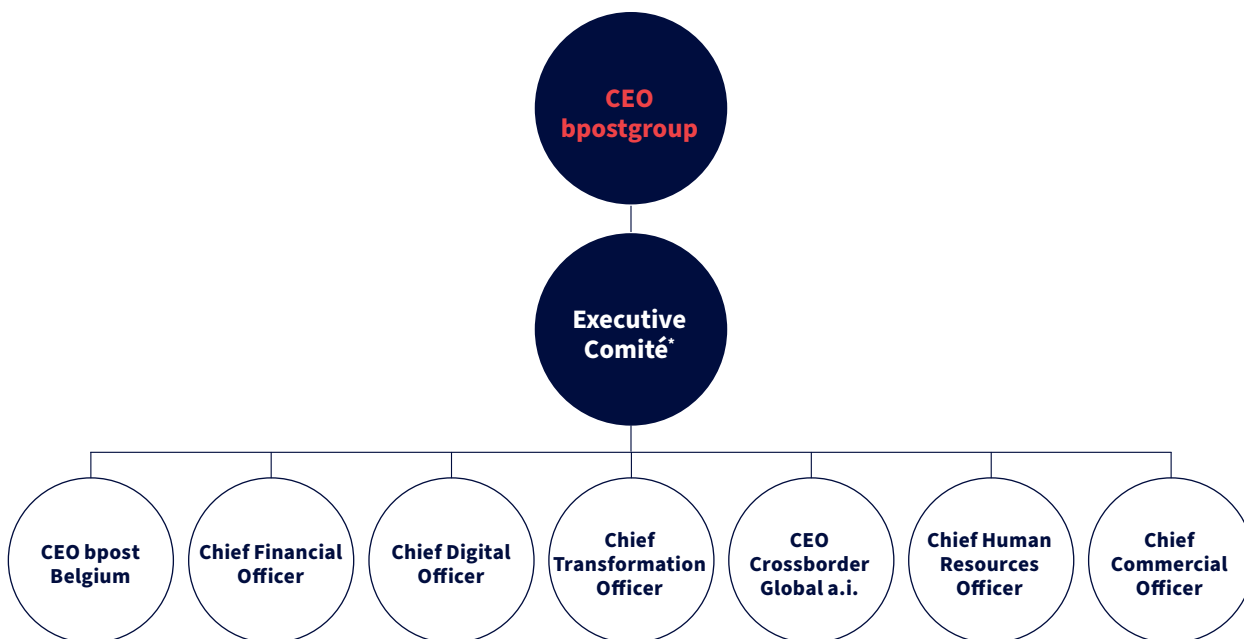 CEO
bpostgroup
Executive
Comité*
CEO bpost
Belgium
Chief Financial
Officer
Chief Digital
Officer
Chief
Transformation
Officer
CEO
Crossborder
Global a.i.
Chief Human
Resources
Officer
Chief
Commercial
Officer